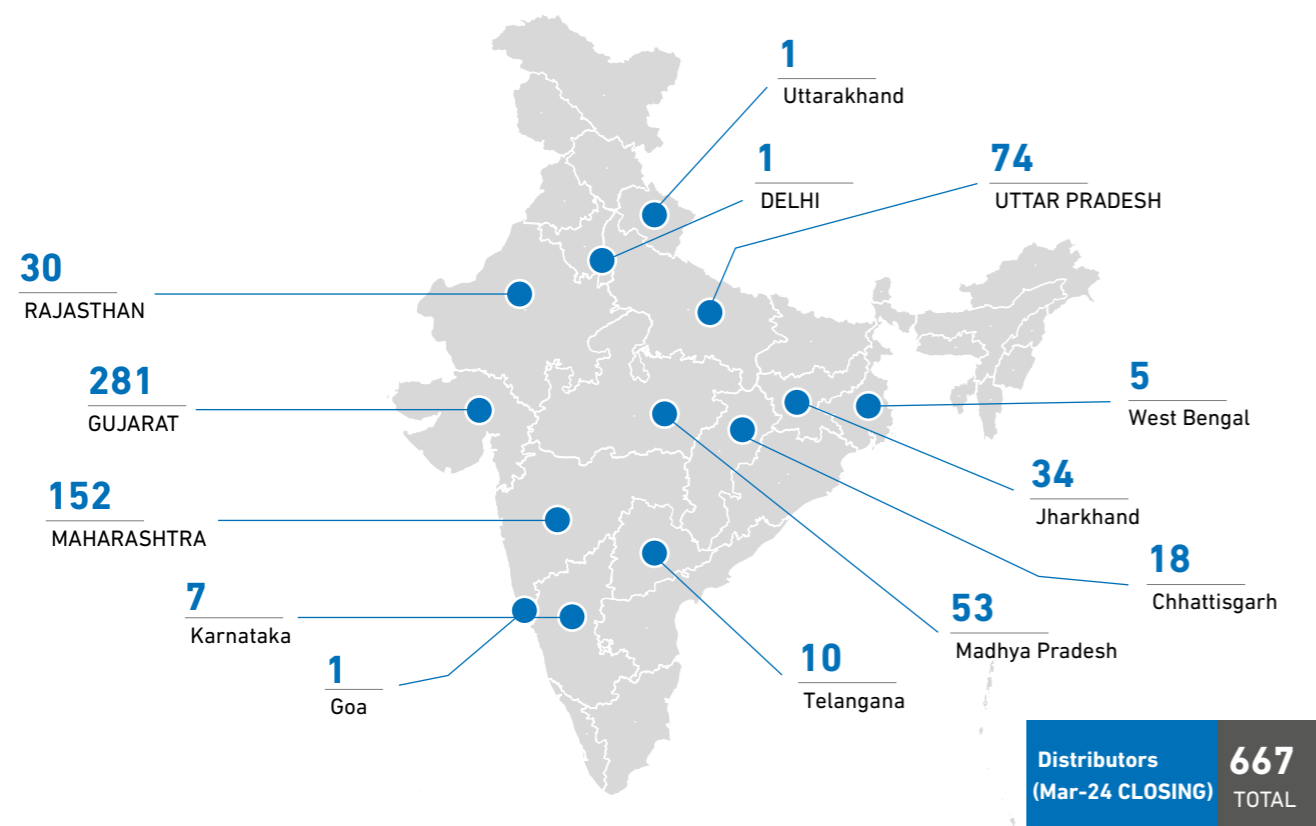 1
Uttarakhand
1
DELHI
74
UTTAR PRADESH
30
RAJASTHAN
281
GUJARAT
5
West Bengal
152
MAHARASHTRA
34
Jharkhand
18
Chhattisgarh
7
Karnataka
53
Madhya Pradesh
1
Goa
10
Telangana
Distributors
(Mar-24 CLOSING)
667
TOTAL